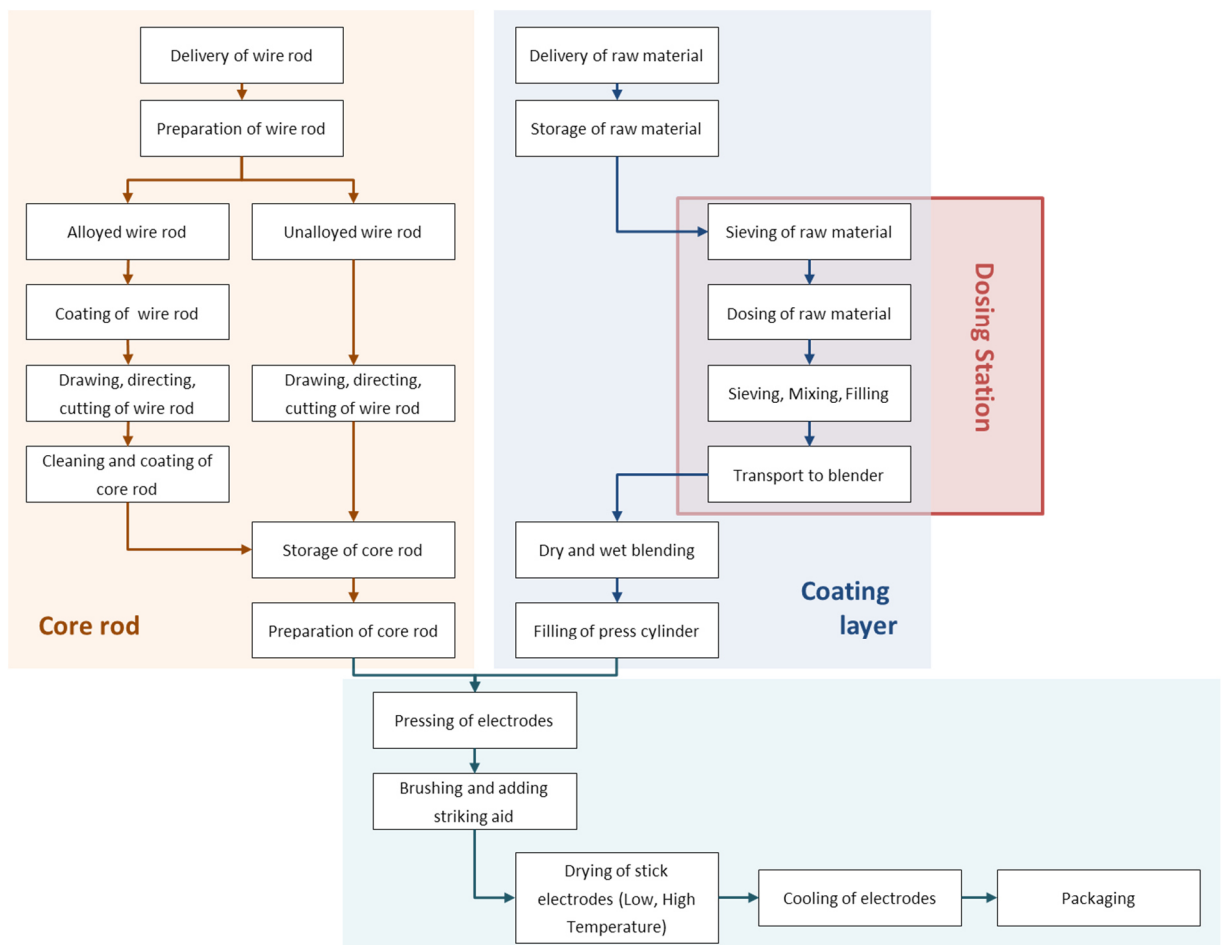 Delivery of wire rod
Preparation of wire rod
Alloyed wire rod
Unalloyed wire rod
Coating of wire rod
Drawing, directing,
cutting of wire rod
Drawing, directing,
cutting of wire rod
Cleaning and coating of
core rod
Storage of core rod
Preparation of core rod
Core rod
Delivery of raw material
Storage of raw material
Sieving of raw material
Dosing of raw material
Sieving, Mixing, Filling
Transport to blender
Dosing Station
Dry and wet blending
Filling of press cylinder
Coating
layer
Pressing of electrodes
Brushing and adding
striking aid
Drying of stick
electrodes (Low, High
Temperature)
Cooling of electrodes
Packaging